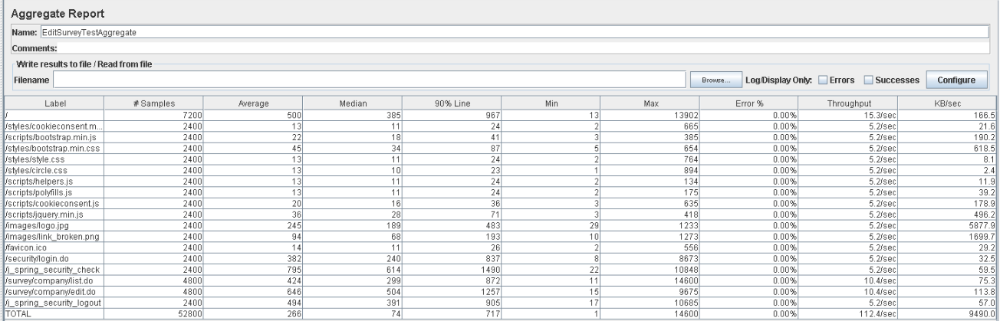 Aggregate Report
Name: EditSurveyTestAggregate
Comments:
Write results to file / Read from file
Filename Browse... Log/Display Only: Errors Successes Configure
Label # Samples Average Median 90% Line Min Max Error % Throughput KB/sec
/ 7200 500 385 967 13 13902 0.00% 15.3/sec 166.5
/styles/cookieconsent.m... 2400 13 11 24 2 665 0.00% 5.2/sec 21.6
/scripts/bootstrap.min.js 2400 22 18 41 3 385 0.00% 5.2/sec 190.2
/styles/bootstrap.min.css 2400 45 34 87 5 654 0.00% 5.2/sec 618.5
/styles/style.css 2400 13 11 24 2 764 0.00% 5.2/sec 8.1
/styles/circle.css 2400 13 10 23 1 894 0.00% 5.2/sec 2.4
/scripts/helpers.js 2400 13 11 24 2 134 0.00% 5.2/sec 11.9
/scripts/polyfills.js 2400 13 11 24 2 175 0.00% 5.2/sec 39.2
/scripts/cookieconsent.js 2400 20 16 36 3 635 0.00% 5.2/sec 178.9
/scripts/jquery.min.js 2400 36 28 71 3 418 0.00% 5.2/sec 496.2
/images/logo.jpg 2400 245 189 483 29 1233 0.00% 5.2/sec 5877.9
/images/link_broken.png 2400 94 68 193 10 1273 0.00% 5.2/sec 1699.7
/favicon.ico 2400 14 11 26 2 556 0.00% 5.2/sec 29.2
/security/login.do 2400 382 240 837 8 8673 0.00% 5.2/sec 32.5
/j_spring_security_check 2400 795 614 1490 22 10848 0.00% 5.2/sec 59.5
/survey/company/list.do 4800 424 299 872 11 14600 0.00% 10.4/sec 75.3
/survey/company/edit.do 4800 646 504 1257 15 9675 0.00% 10.4/sec 113.8
/j_spring_security_logout 2400 494 391 905 17 10685 0.00% 5.2/sec 57.0
TOTAL 52800 266 74 717 1 14600 0.00% 112.4/sec 9490.0